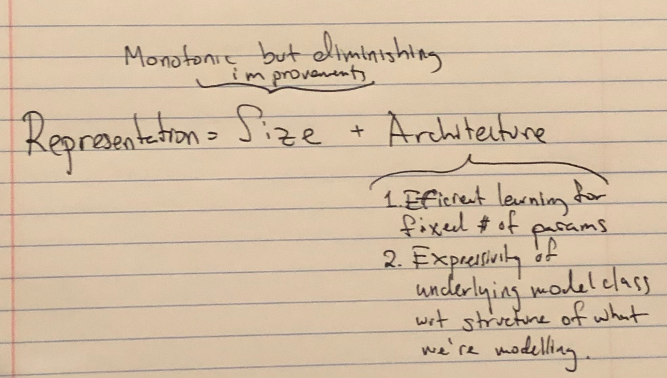 Monotonic but diminishing
improvements
Representation = Size + Architecture
1. Efficient learning for
fixed # of params
2. Expressivity of
underlying model class
wrt structure of what
we're modelling.